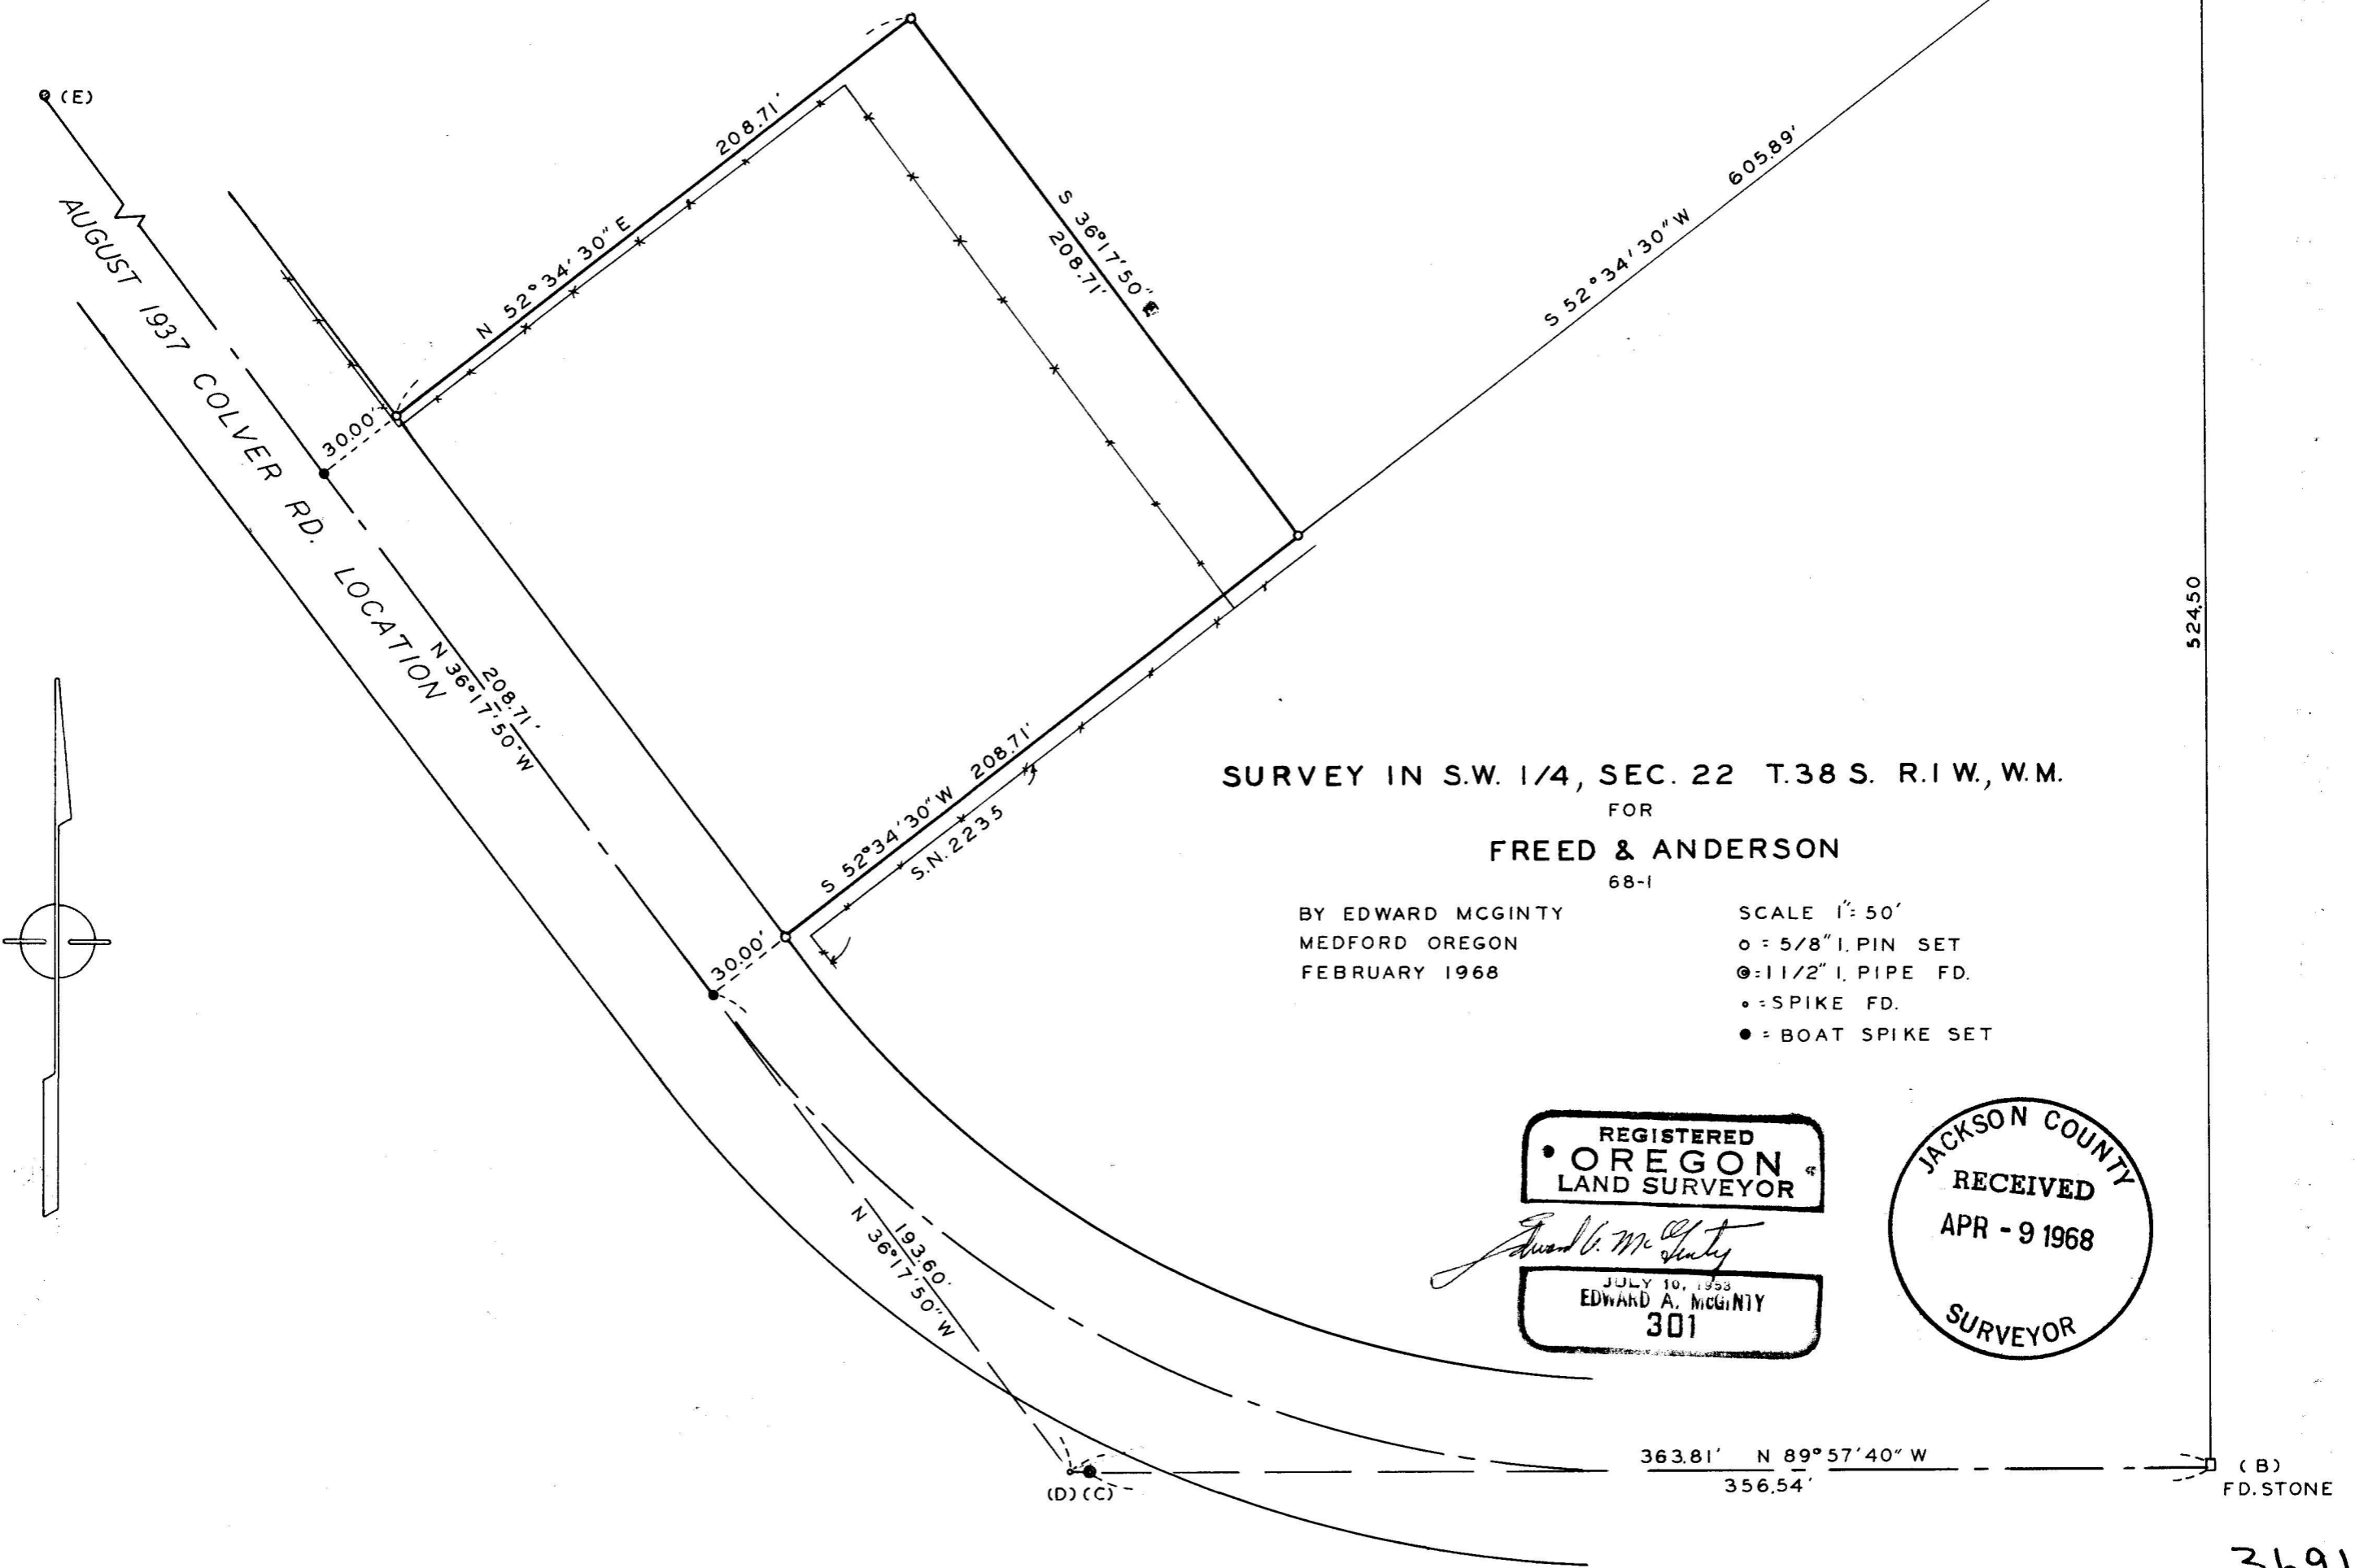 (E)
AUGUST 1937 COLVER RD. LOCATION
208.71'
N 52° 34' 30" E
S 36°17'50" E
208.71'
605.89'
S 52° 34' 30" W
30.00'
524.50
208.71'
N 36°17'50" W
S 52°34'30" W 208.71'
S.N. 2235
30.00'
SURVEY IN S.W. 1/4, SEC. 22 T.38 S. R.1 W., W.M.
FOR
FREED & ANDERSON
68-1
BY EDWARD MCGINTY
MEDFORD OREGON
FEBRUARY 1968
SCALE 1"= 50'
o = 5/8" I. PIN SET
⊚ = 1 1/2" I. PIPE FD.
∘ = SPIKE FD.
● = BOAT SPIKE SET
REGISTERED
OREGON
LAND SURVEYOR
Edward A. McGinty
JULY 10, 1953
EDWARD A. McGINTY
301
JACKSON COUNTY
RECEIVED
APR - 9 1968
SURVEYOR
193.60'
N 36°17'50" W
363.81' N 89°57'40" W
356.54'
(D) (C)
(B)
FD. STONE
3691